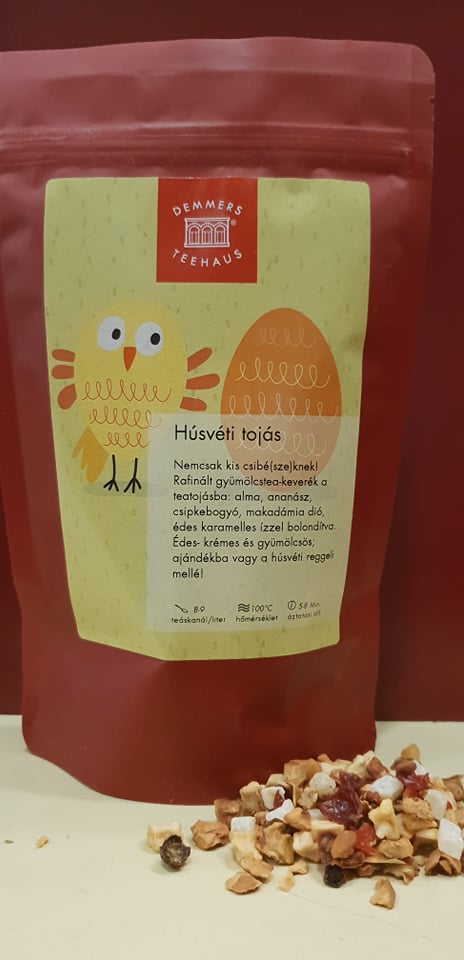 DEMMERS
®
TEEHAUS
Húsvéti tojás
Nemcsak kis csibé(sze)knek!
Rafinált gyümölcstea-keverék a
teatojásba: alma, ananász,
csipkebogyó, makadámia dió,
édes karamelles ízzel bolondítva.
Édes- krémes és gyümölcsös;
ajándékba vagy a húsvéti reggeli
mellé!
8-9 100°C 5-8 Min.
teáskanál/liter hőmérséklet áztatási idő